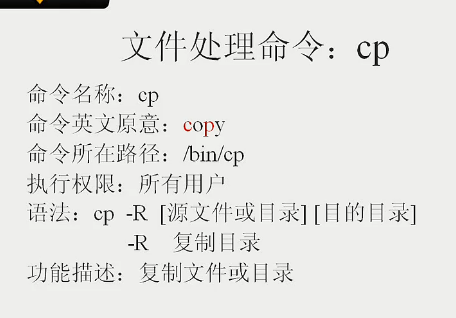 文件处理命令：cp
命令名称：cp
命令英文原意：copy
命令所在路径：/bin/cp
执行权限：所有用户
语法：cp -R [源文件或目录] [目的目录]
-R 复制目录
功能描述：复制文件或目录